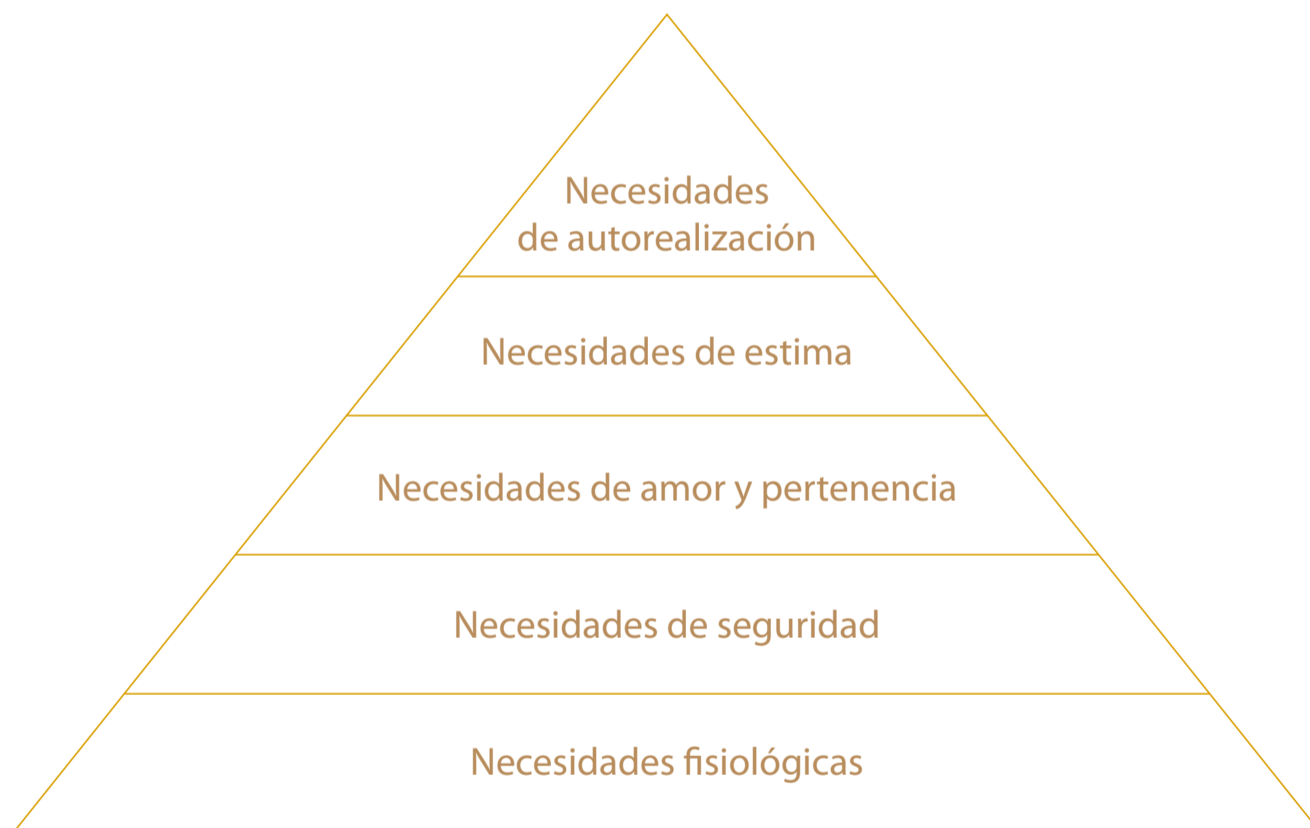 Necesidades
de autorealización
Necesidades de estima
Necesidades de amor y pertenencia
Necesidades de seguridad
Necesidades fisiológicas